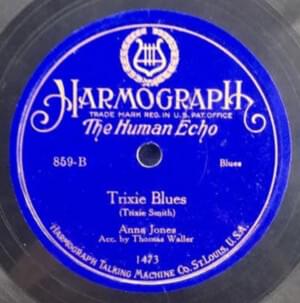 HARMOGRAPH
TRADE MARK REG. IN U.S. PAT. OFFICE
The Human Echo
859-B
Blues
Trixie Blues
(Trixie Smith)
Anna Jones
Acc. by Thomas Waller
1473
HARMOGRAPH TALKING MACHINE CO. ST. LOUIS, U.S.A.